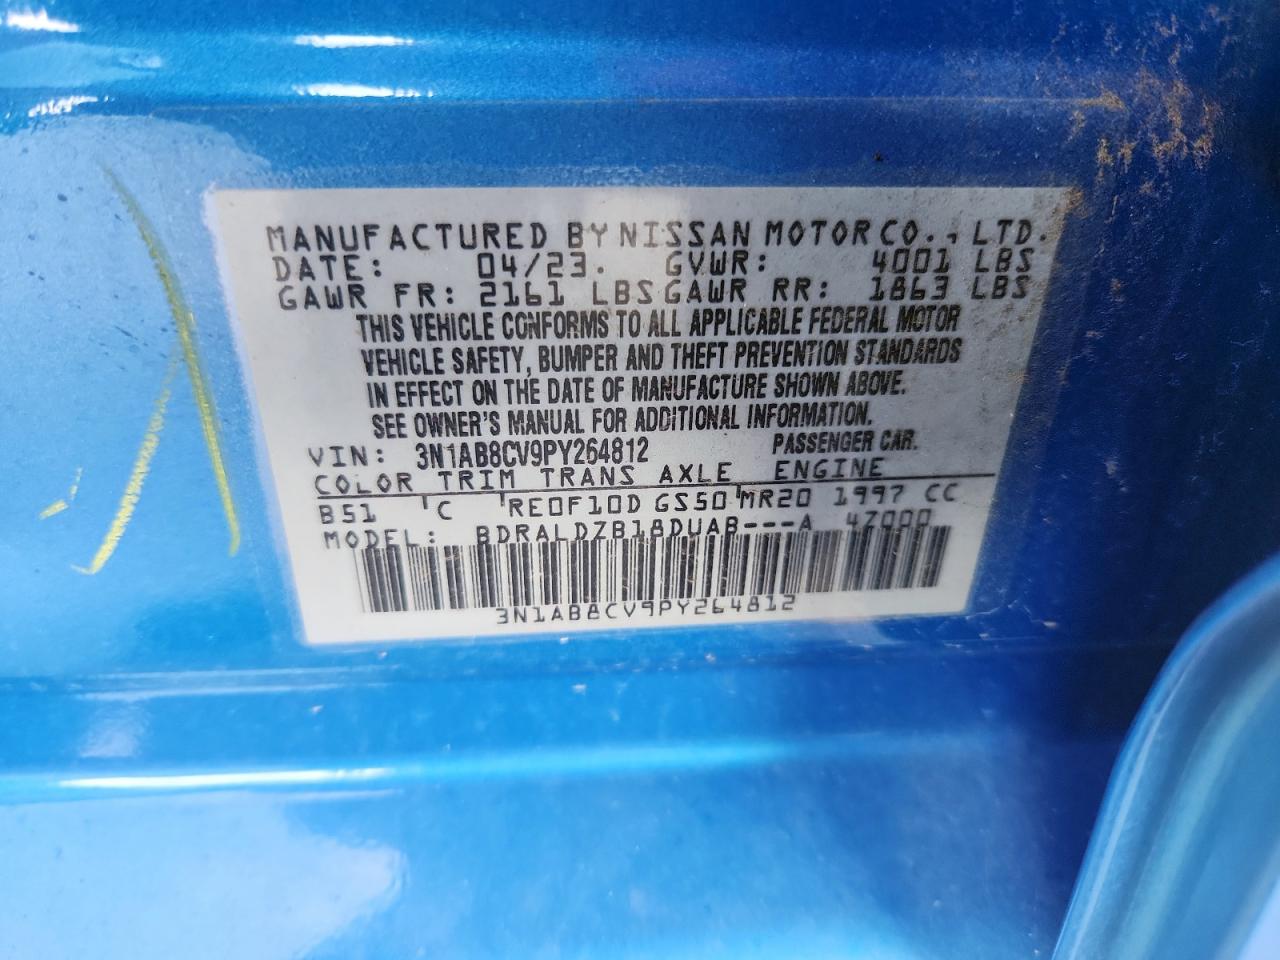 MANUFACTURED BY NISSAN MOTOR CO., LTD.
DATE: 04/23. GVWR: 4001 LBS
GAWR FR: 2161 LBS GAWR RR: 1863 LBS
THIS VEHICLE CONFORMS TO ALL APPLICABLE FEDERAL MOTOR
VEHICLE SAFETY, BUMPER AND THEFT PREVENTION STANDARDS
IN EFFECT ON THE DATE OF MANUFACTURE SHOWN ABOVE.
SEE OWNER'S MANUAL FOR ADDITIONAL INFORMATION.
VIN: 3N1AB8CV9PY264812 PASSENGER CAR.
COLOR TRIM TRANS AXLE ENGINE
B51 'C RE0F10D GS50 'MR20 1997 CC
MODEL: BDRALDZB18DUAB---A 4Z000
3N1AB8CV9PY264812